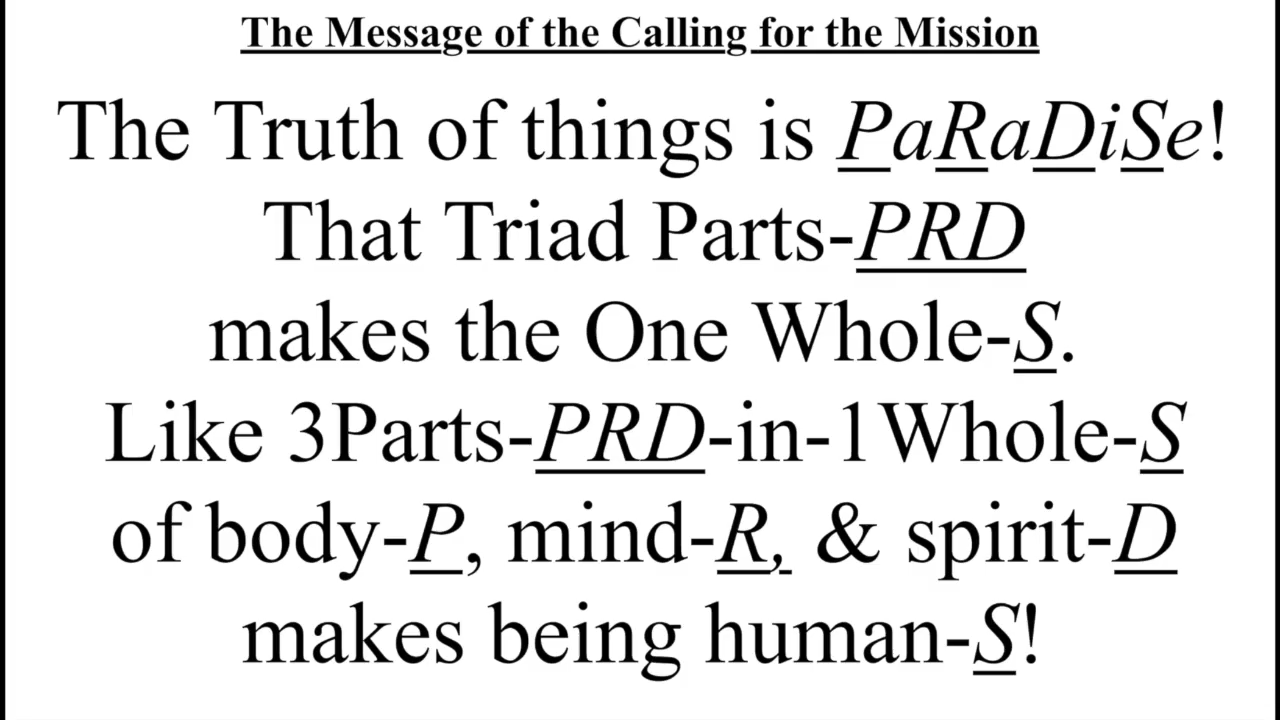 The Message of the Calling for the Mission
The Truth of things is PaRaDiSe!
That Triad Parts-PRD
makes the One Whole-S.
Like 3Parts-PRD-in-1Whole-S
of body-P, mind-R, & spirit-D
makes being human-S!